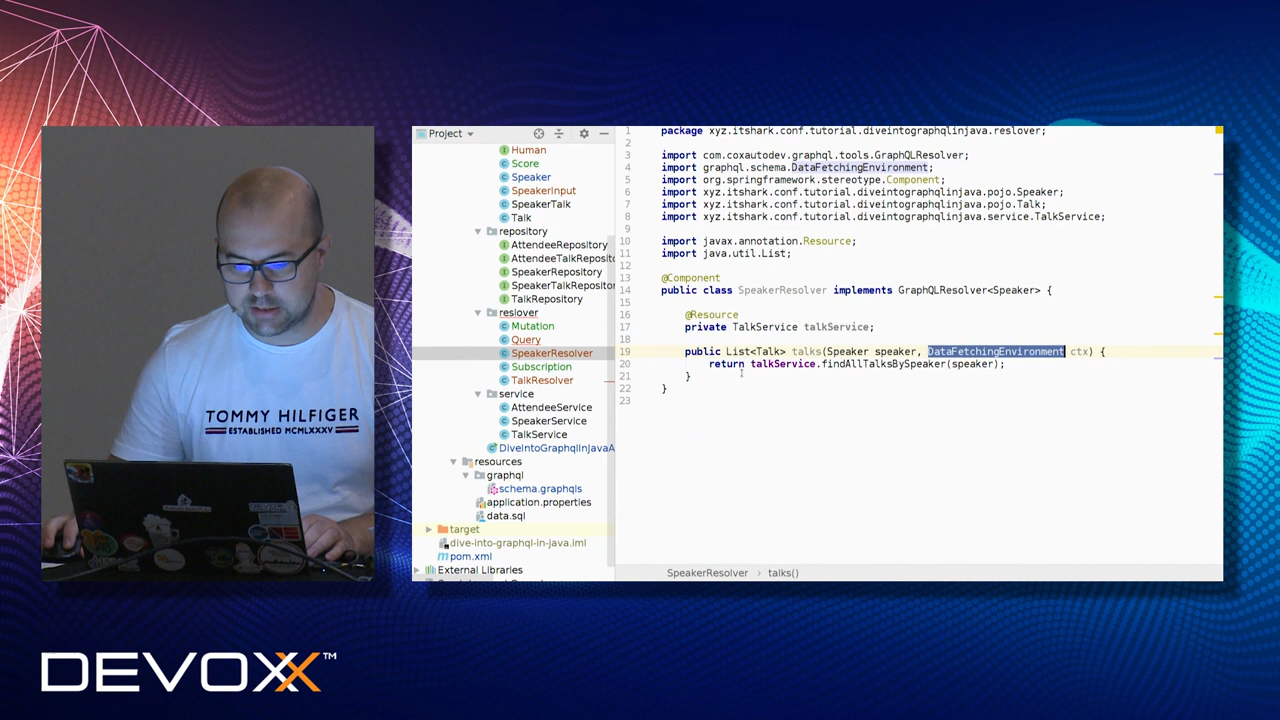 TOMMY HILFIGER
ESTABLISHED MCMLXXXV
DEVOXX™
Project
Human
Score
Speaker
SpeakerInput
SpeakerTalk
Talk
repository
AttendeeRepository
AttendeeTalkReposito
SpeakerRepository
SpeakerTalkRepositor
TalkRepository
reslover
Mutation
Query
SpeakerResolver
Subscription
TalkResolver
service
AttendeeService
SpeakerService
TalkService
DiveIntoGraphqlInJavaA
resources
graphql
schema.graphqls
application.properties
data.sql
target
dive-into-graphql-in-java.iml
pom.xml
External Libraries
1 package xyz.itshark.conf.tutorial.diveintographqlinjava.reslover;
2
3 import com.coxautodev.graphql.tools.GraphQLResolver;
4 import graphql.schema.DataFetchingEnvironment;
5 import org.springframework.stereotype.Component;
6 import xyz.itshark.conf.tutorial.diveintographqlinjava.pojo.Speaker;
7 import xyz.itshark.conf.tutorial.diveintographqlinjava.pojo.Talk;
8 import xyz.itshark.conf.tutorial.diveintographqlinjava.service.TalkService;
9
10 import javax.annotation.Resource;
11 import java.util.List;
12
13 @Component
14 public class SpeakerResolver implements GraphQLResolver<Speaker> {
15
16 @Resource
17 private TalkService talkService;
18
19 public List<Talk> talks(Speaker speaker, DataFetchingEnvironment ctx) {
20 return talkService.findAllTalksBySpeaker(speaker);
21 }
22 }
23
SpeakerResolver › talks()
DEVOXX™